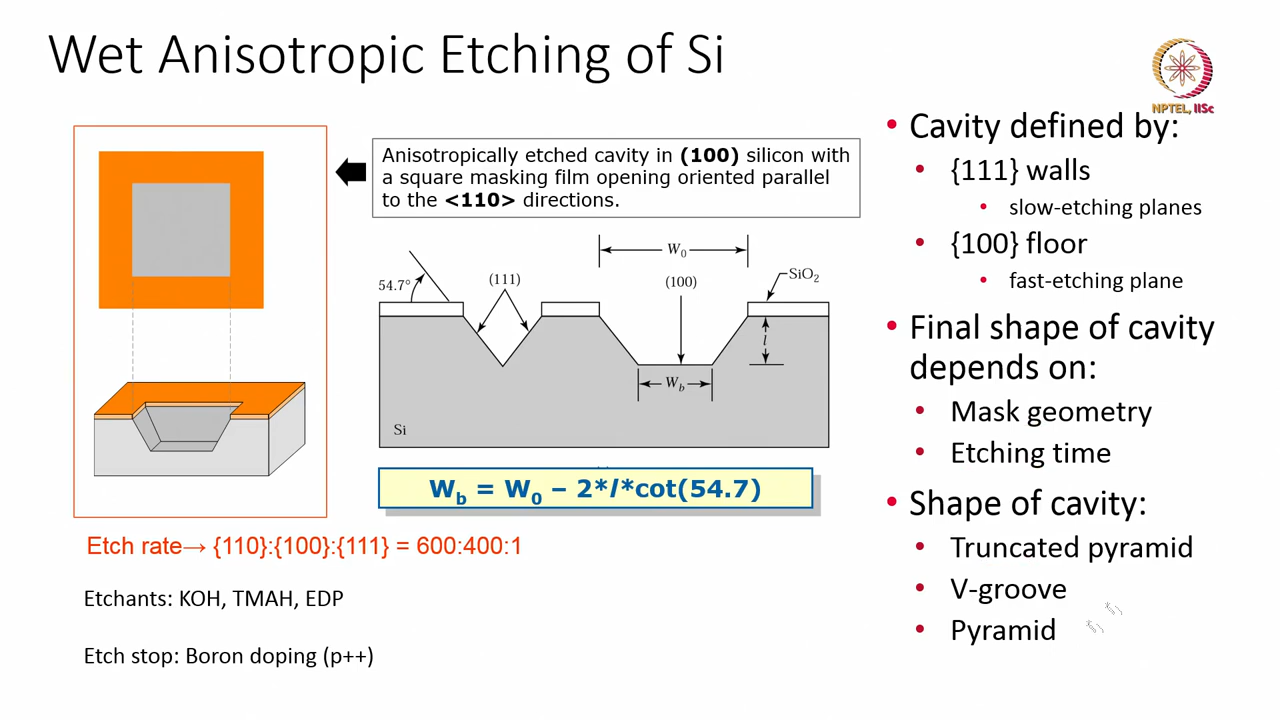 Wet Anisotropic Etching of Si
NPTEL, IISc
Anisotropically etched cavity in (100) silicon with
a square masking film opening oriented parallel
to the <110> directions.
W₀
54.7°
(111)
(100)
SiO₂
l
W_b
Si
W_b = W₀ – 2*l*cot(54.7)
Etch rate→ {110}:{100}:{111} = 600:400:1
Etchants: KOH, TMAH, EDP
Etch stop: Boron doping (p++)
• Cavity defined by:
• {111} walls
• slow-etching planes
• {100} floor
• fast-etching plane
• Final shape of cavity
depends on:
• Mask geometry
• Etching time
• Shape of cavity:
• Truncated pyramid
• V-groove
• Pyramid